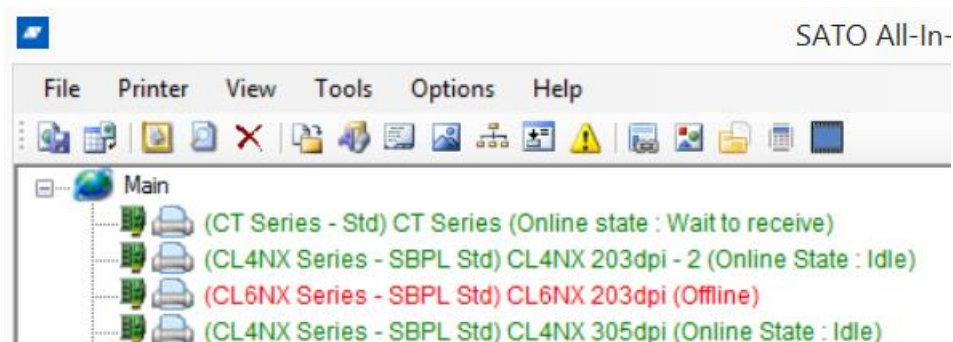 SATO All-In-
File Printer View Tools Options Help
Main
(CT Series - Std) CT Series (Online state : Wait to receive)
(CL4NX Series - SBPL Std) CL4NX 203dpi - 2 (Online State : Idle)
(CL6NX Series - SBPL Std) CL6NX 203dpi (Offline)
(CL4NX Series - SBPL Std) CL4NX 305dpi (Online State : Idle)